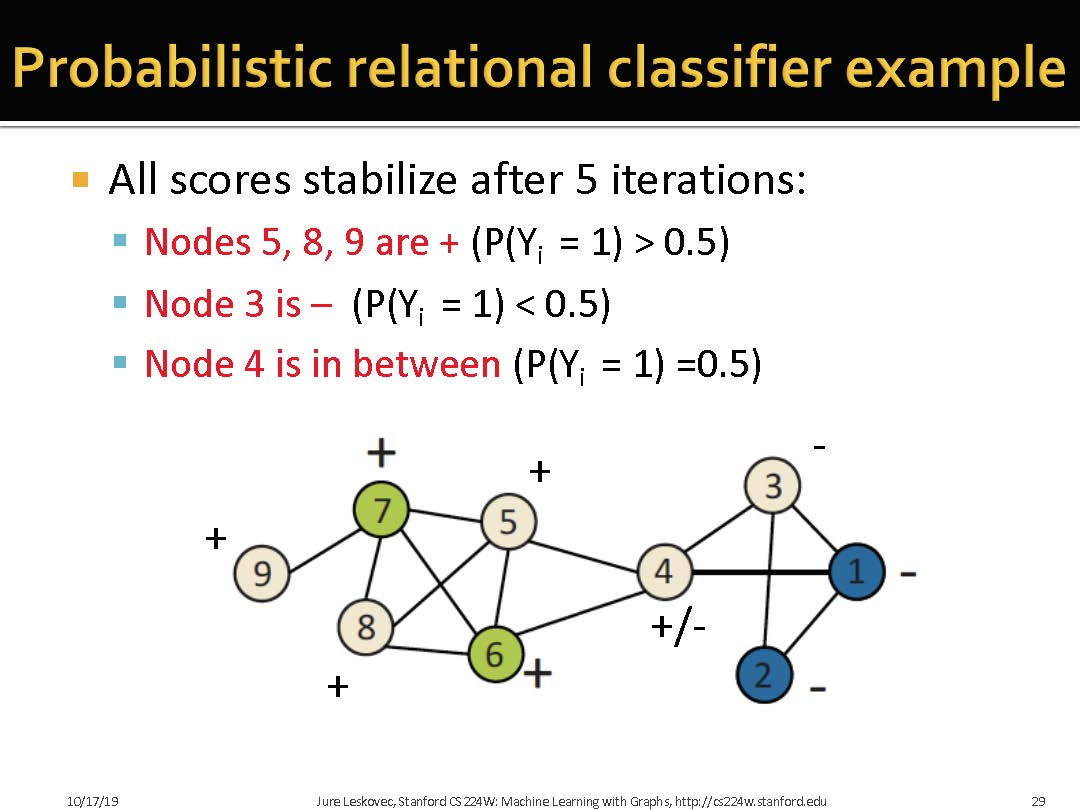 Probabilistic relational classifier example
All scores stabilize after 5 iterations:
Nodes 5, 8, 9 are + (P(Yi = 1) > 0.5)
Node 3 is – (P(Yi = 1) < 0.5)
Node 4 is in between (P(Yi = 1) =0.5)
+
+
-
7
5
3
+
9
4
1 -
8
+/-
6 +
2 -
+
10/17/19
Jure Leskovec, Stanford CS224W: Machine Learning with Graphs, http://cs224w.stanford.edu
29